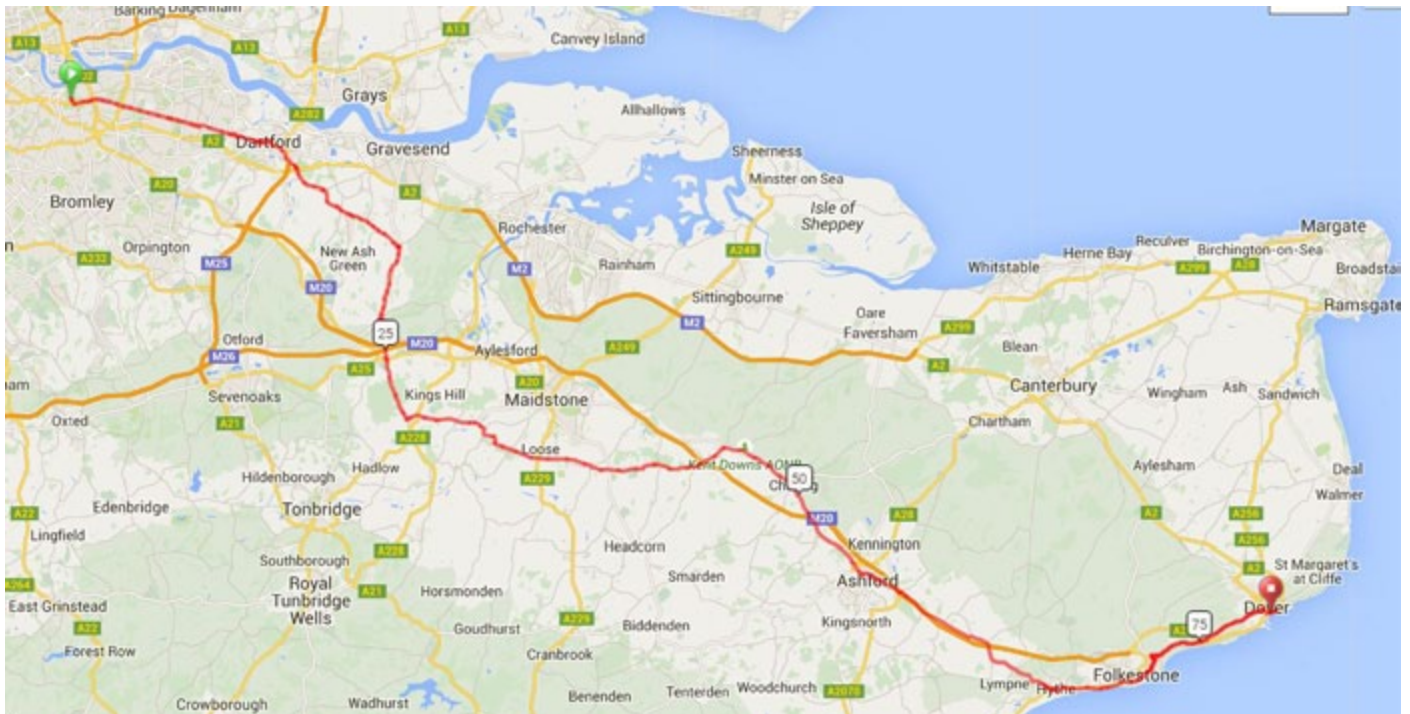 Barking
Dagenham
A13
A13
A13
Canvey Island
Grays
A282
Allhallows
A2
Dartford
Gravesend
Sheerness
Minster on Sea
Isle of
Sheppey
A20
A2
Bromley
Rochester
Margate
Reculver
Birchington-on-Sea
Herne Bay
Whitstable
A299
A28
Broadstai
Ramsgate
Orpington
A232
New Ash
Green
M25
M20
M2
A249
Rainham
Sittingbourne
M2
Oare
Faversham
A299
25
Otford
M26
M20
Aylesford
A249
A2
Blean
A25
A20
Canterbury
Wingham
Ash
Sandwich
Sevenoaks
Kings Hill
Maidstone
Oxted
A21
A228
Loose
Chartham
Kent Downs AONB
Aylesham
Deal
Walmer
Hildenborough
Hadlow
A229
50
Edenbridge
Tonbridge
M20
A28
A2
A256
A22
Lingfield
Southborough
A228
Headcorn
Kennington
A256
A2
St Margaret's
at Cliffe
A264
East Grinstead
Royal
Tunbridge
Wells
A21
Horsmonden
Smarden
Ashford
Dover
A22
Goudhurst
A229
Biddenden
Kingsnorth
75
Forest Row
Cranbrook
Folkestone
Crowborough
Wadhurst
Benenden
Tenterden
Woodchurch
A2070
Lympne
Hythe